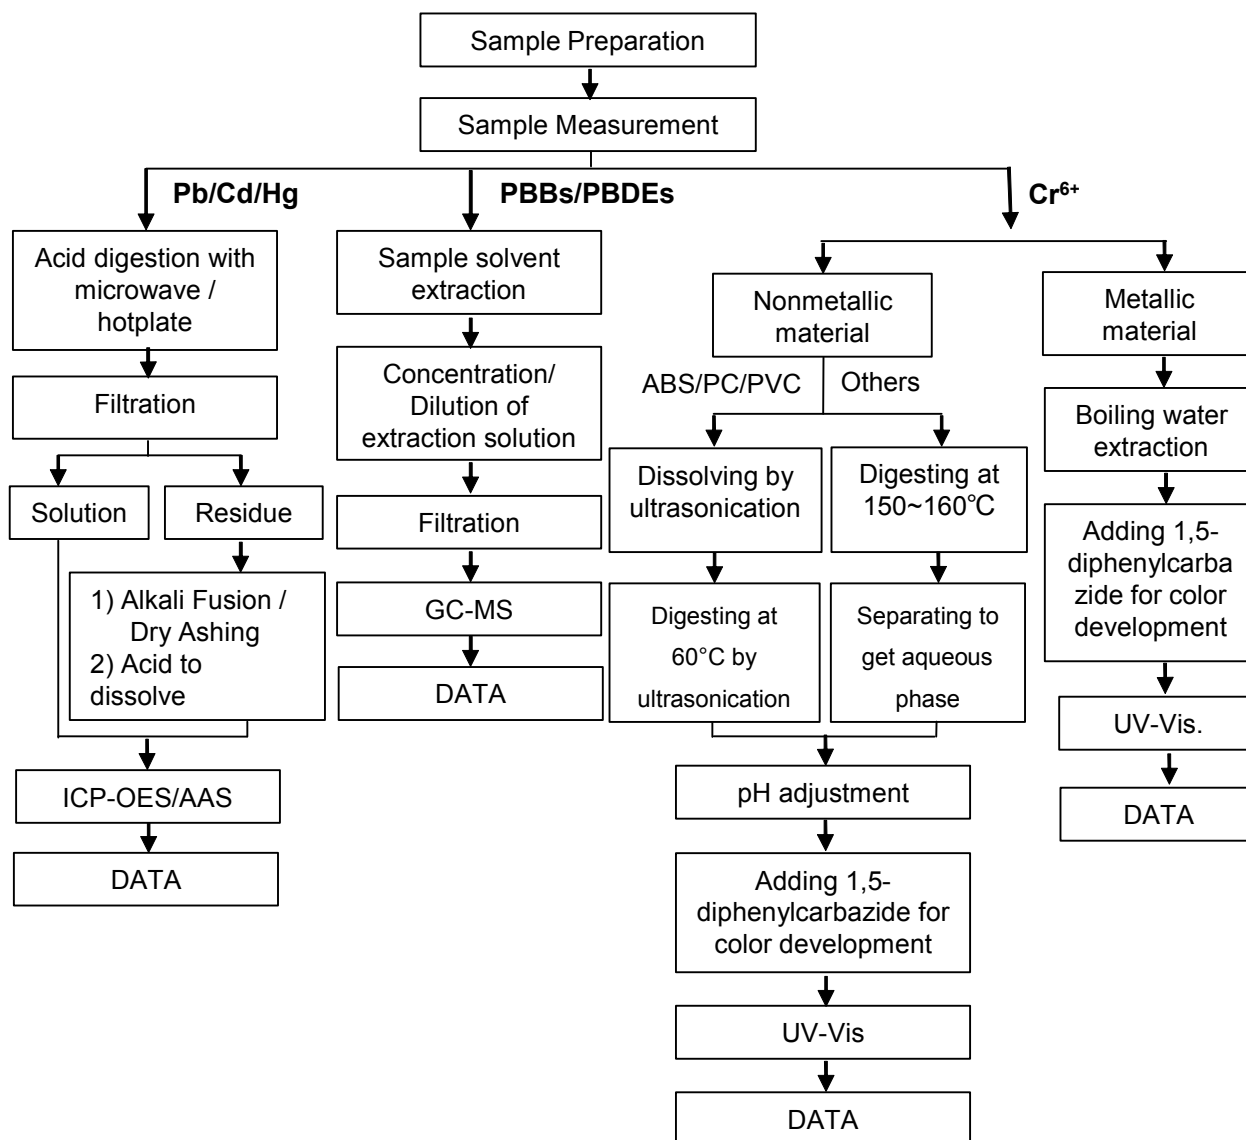 Sample Preparation
Sample Measurement
Pb/Cd/Hg
PBBs/PBDEs
Cr⁶⁺
Acid digestion with
microwave /
hotplate
Filtration
Solution
Residue
1) Alkali Fusion /
Dry Ashing
2) Acid to
dissolve
ICP-OES/AAS
DATA
Sample solvent
extraction
Concentration/
Dilution of
extraction solution
Filtration
GC-MS
DATA
Nonmetallic
material
ABS/PC/PVC
Others
Dissolving by
ultrasonication
Digesting at
60°C by
ultrasonication
Digesting at
150~160℃
Separating to
get aqueous
phase
pH adjustment
Adding 1,5-
diphenylcarbazide for
color development
UV-Vis
DATA
Metallic
material
Boiling water
extraction
Adding 1,5-
diphenylcarba
zide for color
development
UV-Vis.
DATA